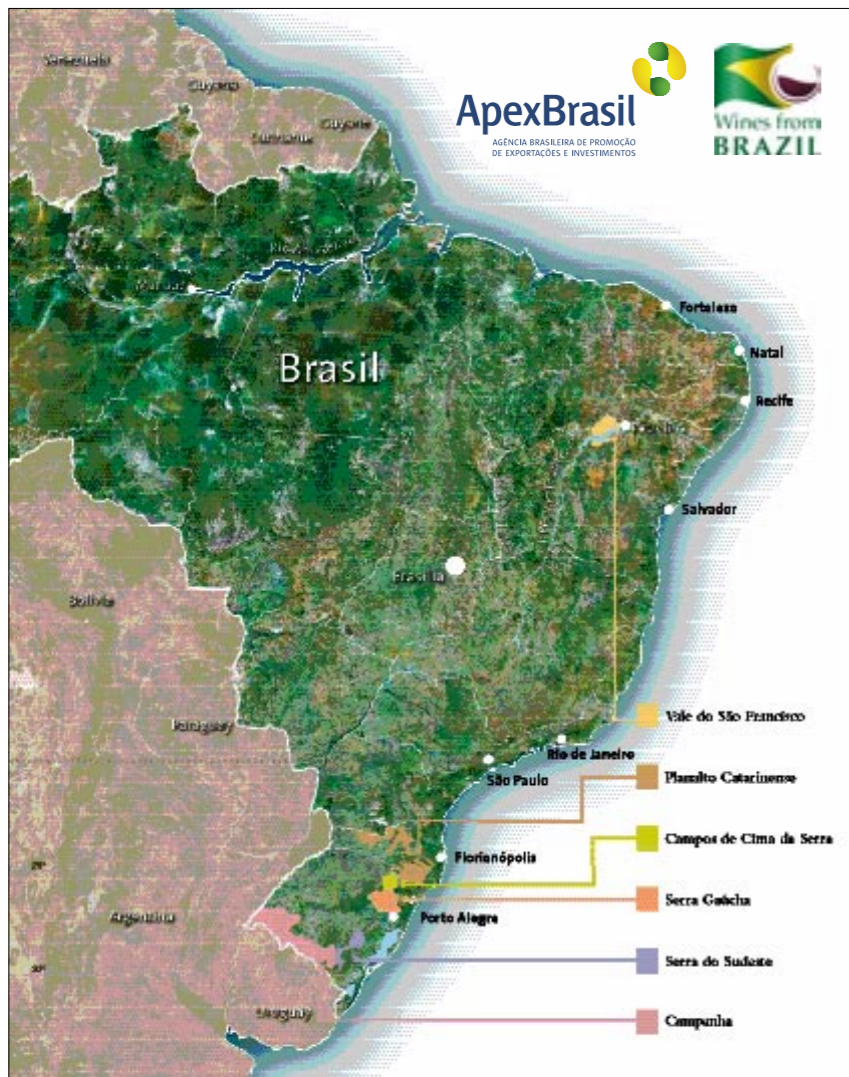 Venezuela
Guyana
Suriname
Guyane
ApexBrasil
AGÊNCIA BRASILEIRA DE PROMOÇÃO
DE EXPORTAÇÕES E INVESTIMENTOS
Wines from
BRAZIL
Manaus
Brasil
Fortaleza
Natal
Recife
Salvador
Brasília
Bolivia
Paraguay
Vale do São Francisco
Rio de Janeiro
São Paulo
Planalto Catarinense
Campos de Cima da Serra
Florianópolis
Serra Gaúcha
Porto Alegre
Argentina
Serra do Sudeste
30º
Uruguay
Campanha